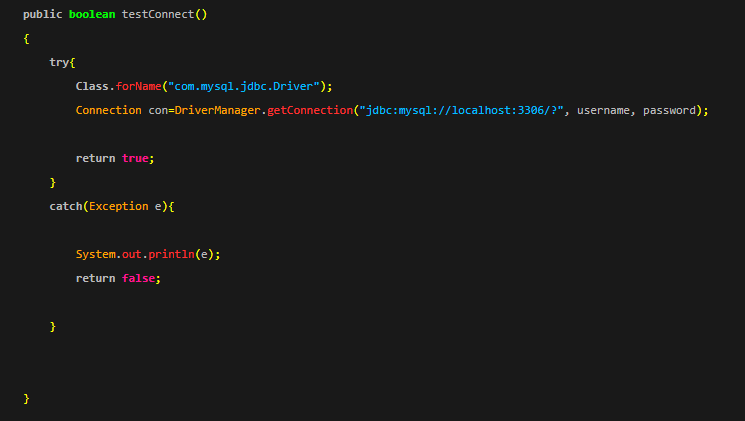 public boolean testConnect()
{
try{
Class.forName("com.mysql.jdbc.Driver");
Connection con=DriverManager.getConnection("jdbc:mysql://localhost:3306/?", username, password);
return true;
}
catch(Exception e){
System.out.println(e);
return false;
}
}